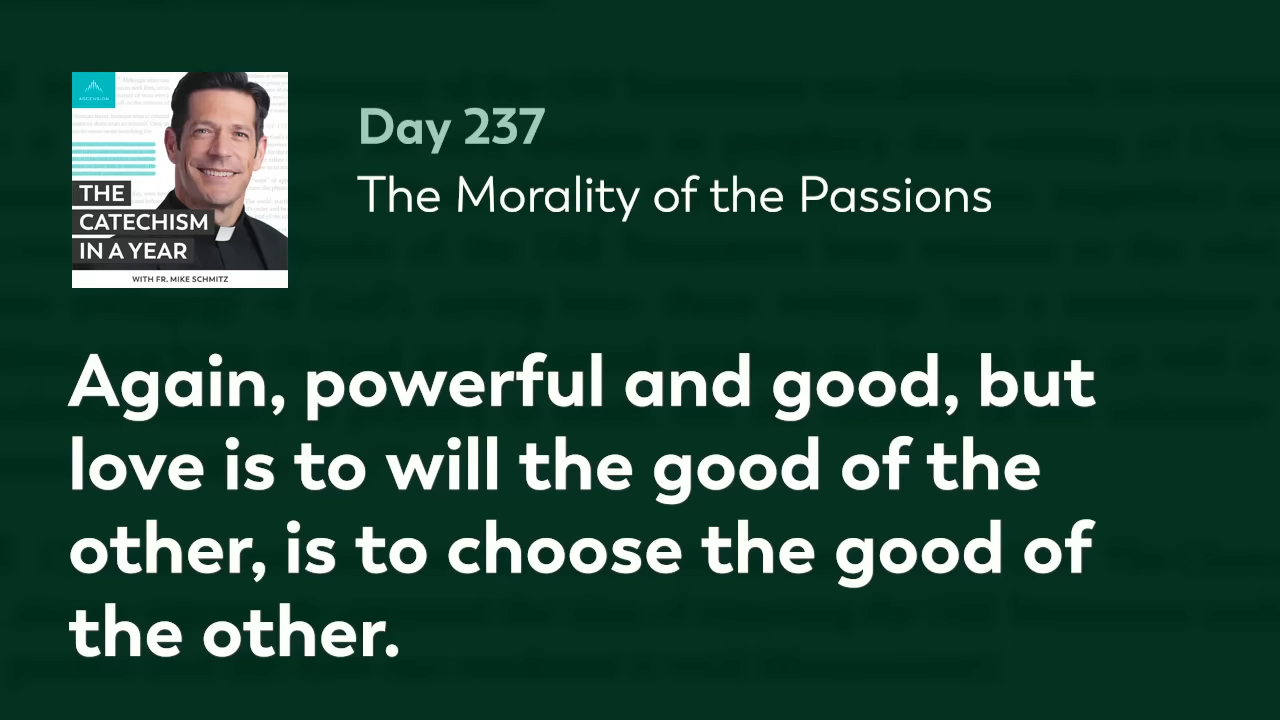 ASCENSION
THE
CATECHISM
IN A YEAR
WITH FR. MIKE SCHMITZ
Day 237
The Morality of the Passions
Again, powerful and good, but
love is to will the good of the
other, is to choose the good of
the other.